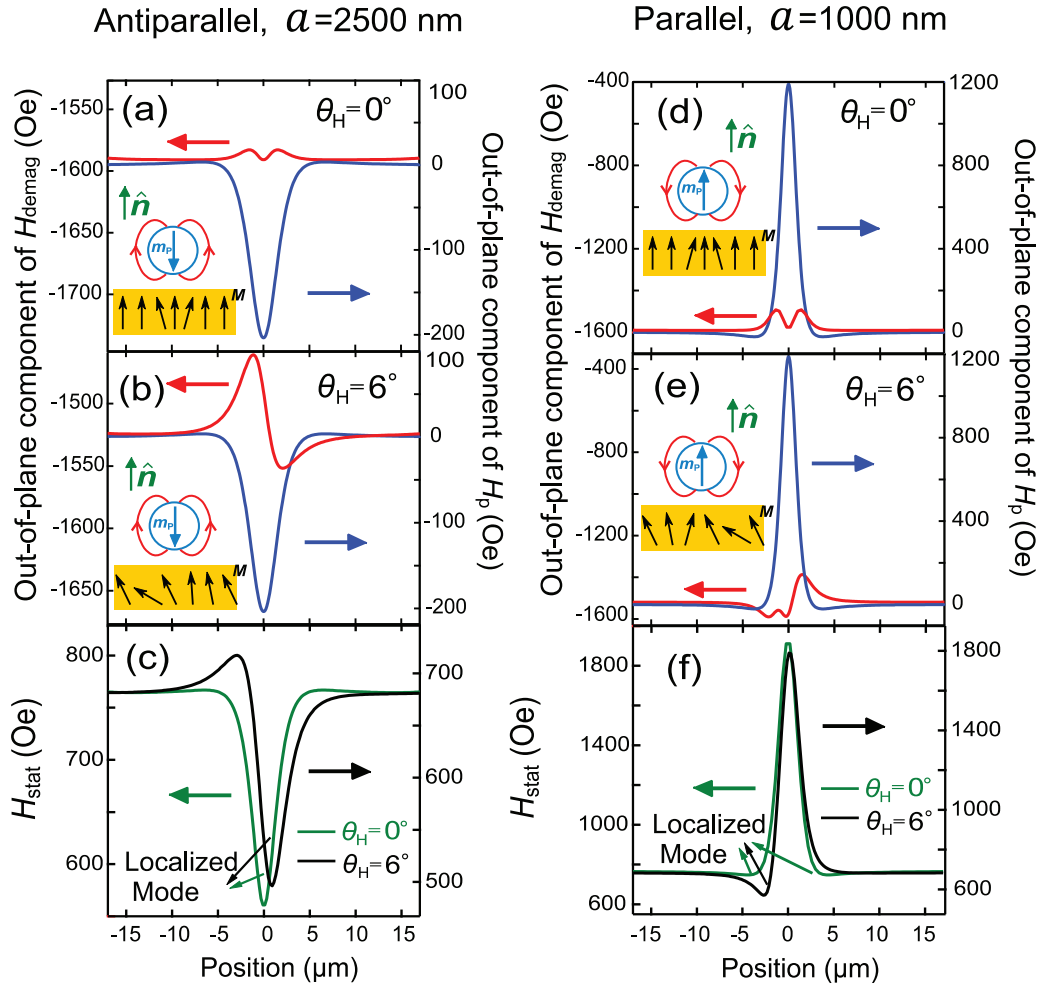 Antiparallel, a=2500 nm
Parallel, a=1000 nm
Out-of-plane component of Hdemag (Oe)
Out-of-plane component of Hp (Oe)
(a)
θH=0°
-1550
-1600
-1650
-1700
100
0
-100
-200
n̂
mP
M
(b)
θH=6°
-1500
-1550
-1600
-1650
100
0
-100
-200
n̂
mP
M
(c)
Hstat (Oe)
800
700
600
700
600
500
θH=0°
θH=6°
Localized
Mode
-15 -10 -5 0 5 10 15
Position (µm)
Out-of-plane component of Hdemag (Oe)
Out-of-plane component of Hp (Oe)
(d)
θH=0°
-400
-800
-1200
-1600
1200
800
400
0
n̂
mP
M
(e)
θH=6°
-400
-800
-1200
-1600
1200
800
400
0
n̂
mP
M
(f)
Hstat (Oe)
1800
1400
1000
600
1800
1400
1000
600
θH=0°
θH=6°
Localized
Mode
-15 -10 -5 0 5 10 15
Position (µm)